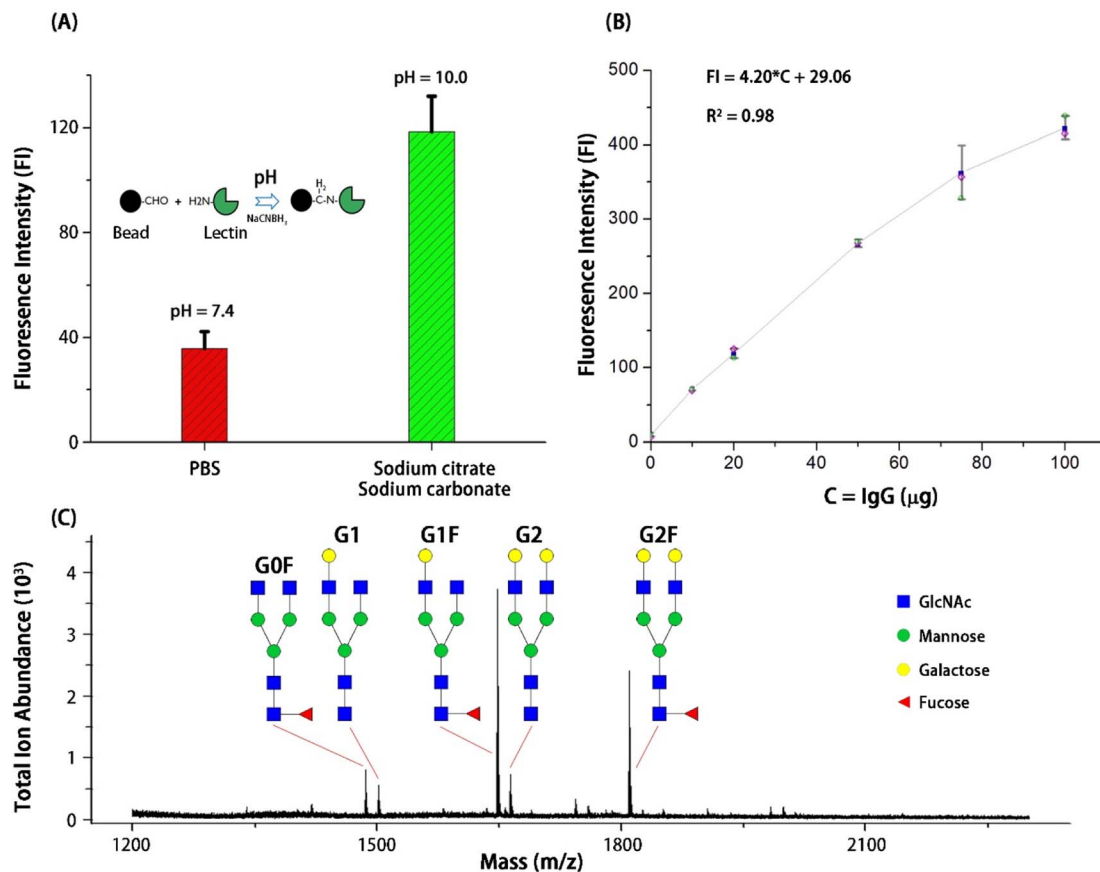 (A)
Fluoresence Intensity (FI)
120
80
40
0
pH = 10.0
pH = 7.4
pH
CHO + H2N
NaCNBH₃
H₂
C-N
Bead
Lectin
PBS
Sodium citrate
Sodium carbonate
(B)
Fluoresence Intensity (FI)
500
400
300
200
100
0
FI = 4.20*C + 29.06
R² = 0.98
0 20 40 60 80 100
C = IgG (μg)
(C)
Total Ion Abundance (10³)
4
3
2
1
0
G0F
G1
G1F
G2
G2F
GlcNAc
Mannose
Galactose
Fucose
1200 1500 1800 2100
Mass (m/z)